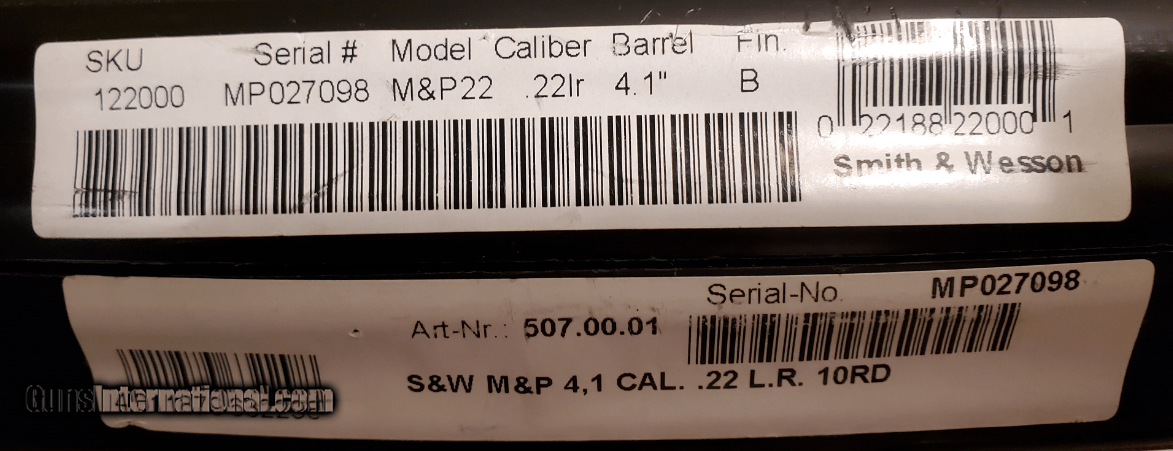 SKU Serial # Model Caliber Barrel Fin.
122000 MP027098 M&P22 .22lr 4.1" B
0 22188 22000 1
Smith & Wesson
Serial-No. MP027098
Art-Nr.: 507.00.01
S&W M&P 4,1 CAL. .22 L.R. 10RD
GunsInternational.com